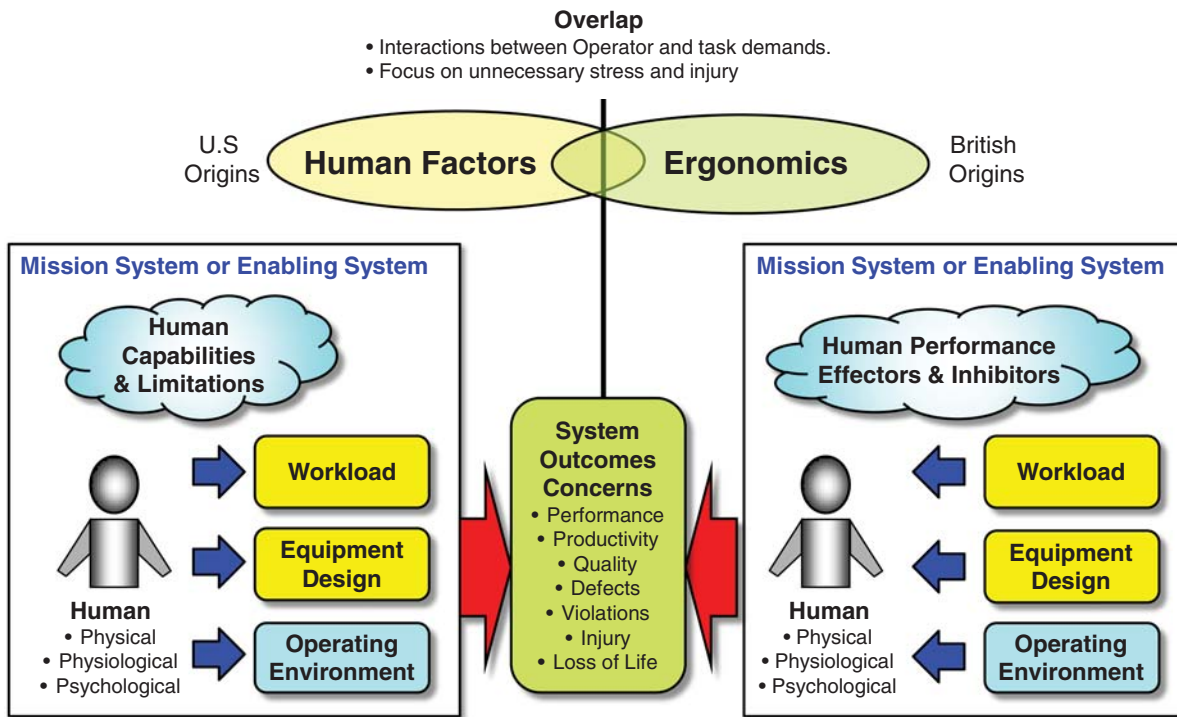 Overlap
• Interactions between Operator and task demands.
• Focus on unnecessary stress and injury
U.S
Origins
Human Factors
Ergonomics
British
Origins
Mission System or Enabling System
Human
Capabilities
& Limitations
Workload
Equipment
Design
Operating
Environment
Human
• Physical
• Physiological
• Psychological
System
Outcomes
Concerns
• Performance
• Productivity
• Quality
• Defects
• Violations
• Injury
• Loss of Life
Mission System or Enabling System
Human Performance
Effectors & Inhibitors
Workload
Equipment
Design
Operating
Environment
Human
• Physical
• Physiological
• Psychological